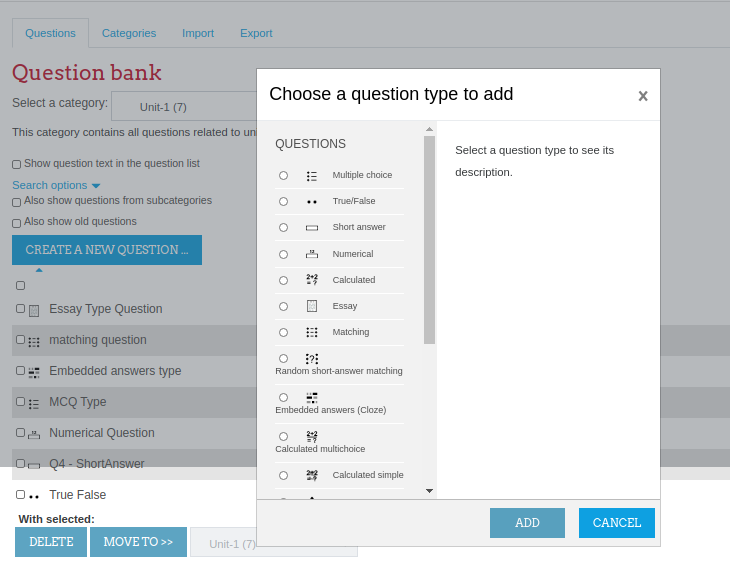 Questions Categories Import Export
Question bank
Select a category: Unit-1 (7)
This category contains all questions related to
Show question text in the question list
Search options
Also show questions from subcategories
Also show old questions
CREATE A NEW QUESTION ...
Essay Type Question
matching question
Embedded answers type
MCQ Type
Numerical Question
Q4 - ShortAnswer
True False
With selected:
DELETE MOVE TO >> Unit-1 (7)
Choose a question type to add x
QUESTIONS
Multiple choice
True/False
Short answer
Numerical
Calculated
Essay
Matching
Random short-answer matching
Embedded answers (Cloze)
Calculated multichoice
Calculated simple
Select a question type to see its
description.
ADD CANCEL